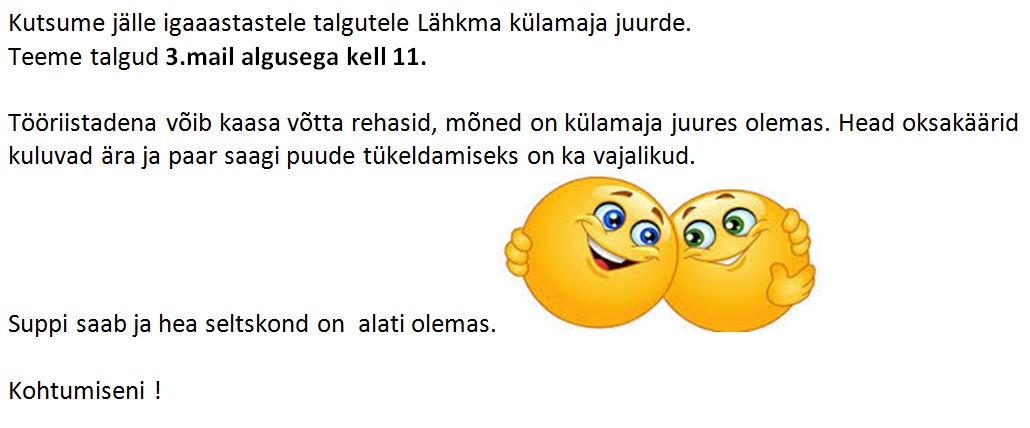 Kutsume jälle igaaastastele talgutele Lähkma külamaja juurde.
Teeme talgud 3.mail algusega kell 11.
Tööriistadena võib kaasa võtta rehasid, mõned on külamaja juures olemas. Head oksakäärid
kuluvad ära ja paar saagi puude tükeldamiseks on ka vajalikud.
Suppi saab ja hea seltskond on  alati olemas.
Kohtumiseni !